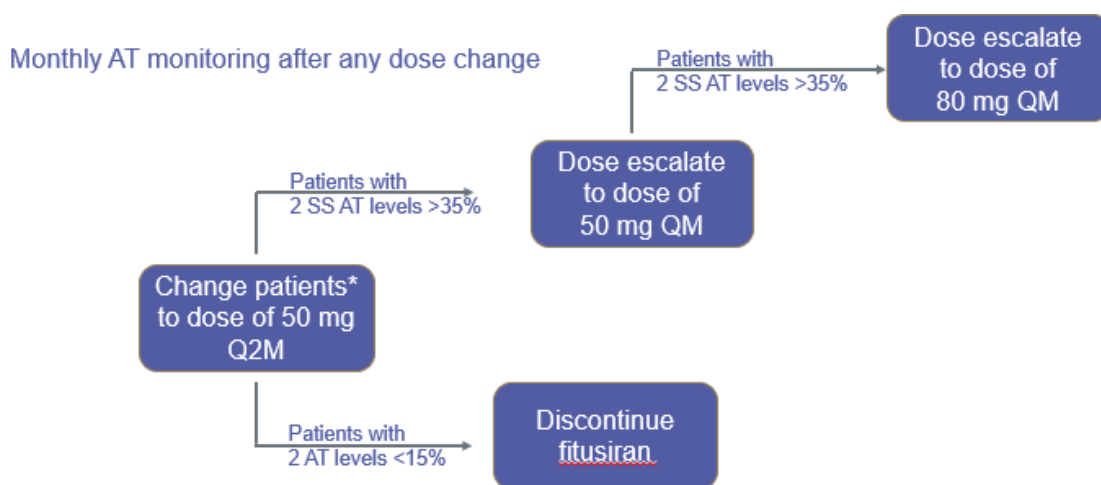 Monthly AT monitoring after any dose change
Patients with
2 SS AT levels >35%
Dose escalate
to dose of
80 mg QM
Patients with
2 SS AT levels >35%
Dose escalate
to dose of
50 mg QM
Change patients*
to dose of 50 mg
Q2M
Patients with
2 AT levels <15%
Discontinue
fitusiran